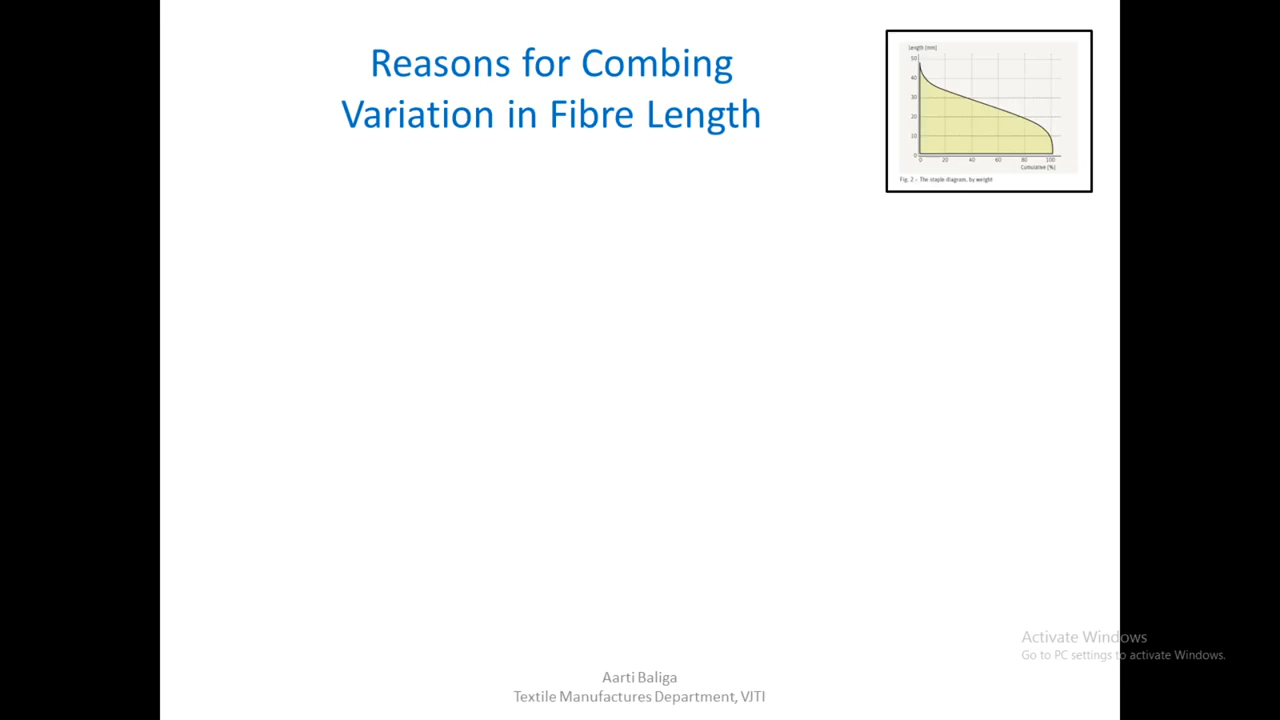 Reasons for Combing
Variation in Fibre Length
Length (mm)
50
40
30
20
10
0
0 20 40 60 80 100
Cumulative (%)
Fig. 2 – The staple diagram, by weight
Activate Windows
Go to PC settings to activate Windows.
Aarti Baliga
Textile Manufactures Department, VJTI